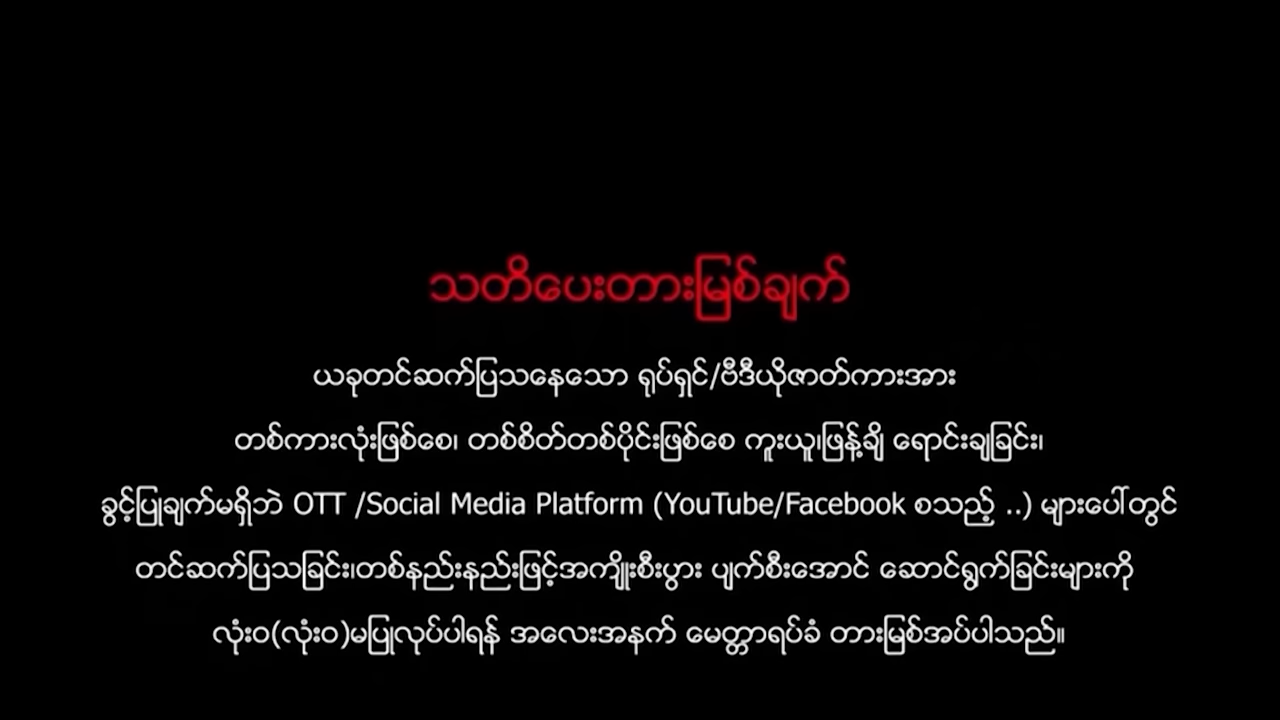 သတိပေးတားမြစ်ချက်
ယခုတင်ဆက်ပြသနေသော ရုပ်ရှင်/ဗီဒီယိုဇာတ်ကားအား
တစ်ကားလုံးဖြစ်စေ၊ တစ်စိတ်တစ်ပိုင်းဖြစ်စေ ကူးယူ၊ဖြန့်ချိ ရောင်းချခြင်း၊
ခွင့်ပြုချက်မရှိဘဲ OTT /Social Media Platform (YouTube/Facebook စသည့် ..) များပေါ်တွင်
တင်ဆက်ပြသခြင်း၊တစ်နည်းနည်းဖြင့်အကျိုးစီးပွား ပျက်စီးအောင် ဆောင်ရွက်ခြင်းများကို
လုံးဝ(လုံးဝ)မပြုလုပ်ပါရန် အလေးအနက် မေတ္တာရပ်ခံ တားမြစ်အပ်ပါသည်။